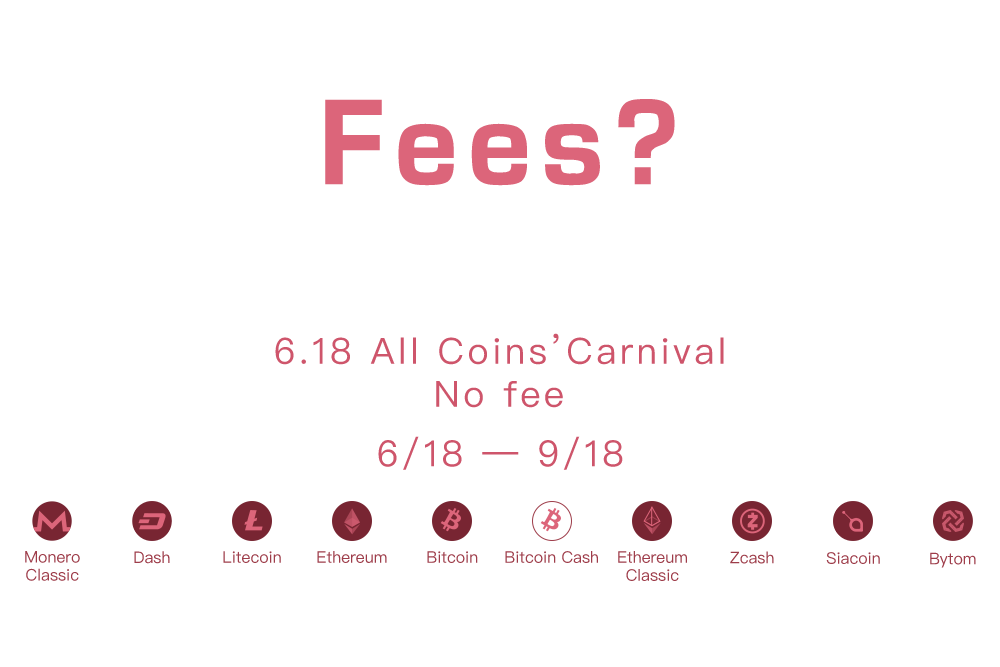 Fees?
6.18 All Coins’Carnival
No fee
6/18 — 9/18
Monero Classic
Dash
Litecoin
Ethereum
Bitcoin
Bitcoin Cash
Ethereum Classic
Zcash
Siacoin
Bytom